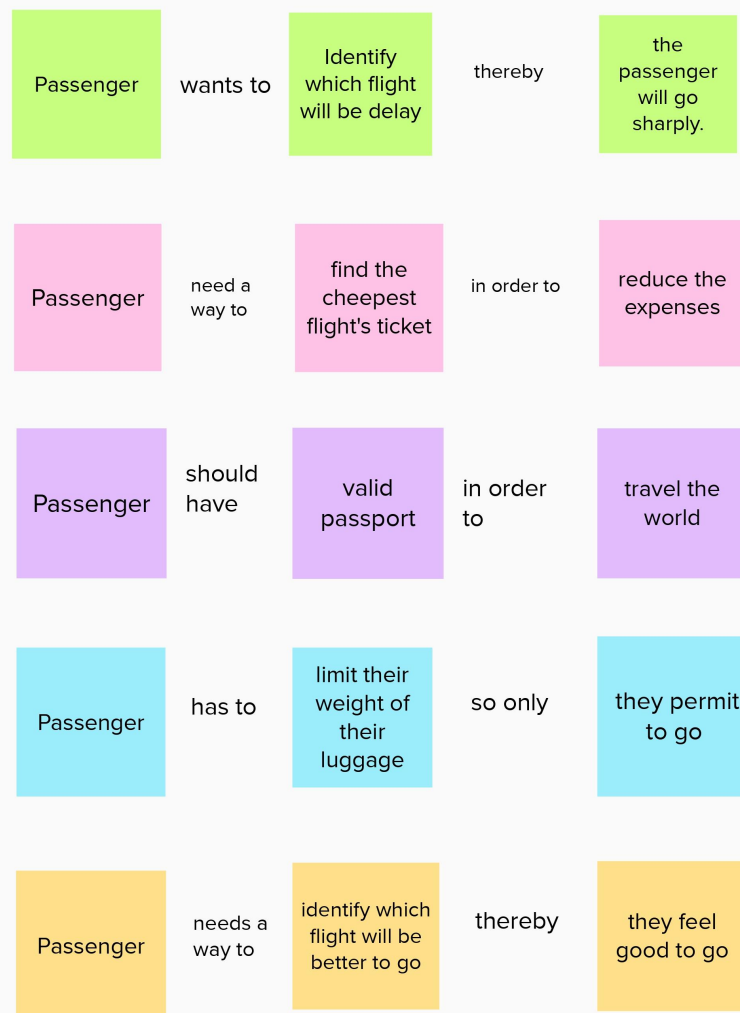 Passenger
wants to
Identify
which flight
will be delay
thereby
the
passenger
will go
sharply.
Passenger
need a
way to
find the
cheepest
flight's ticket
in order to
reduce the
expenses
Passenger
should
have
valid
passport
in order
to
travel the
world
Passenger
has to
limit their
weight of
their
luggage
so only
they permit
to go
Passenger
needs a
way to
identify which
flight will be
better to go
thereby
they feel
good to go